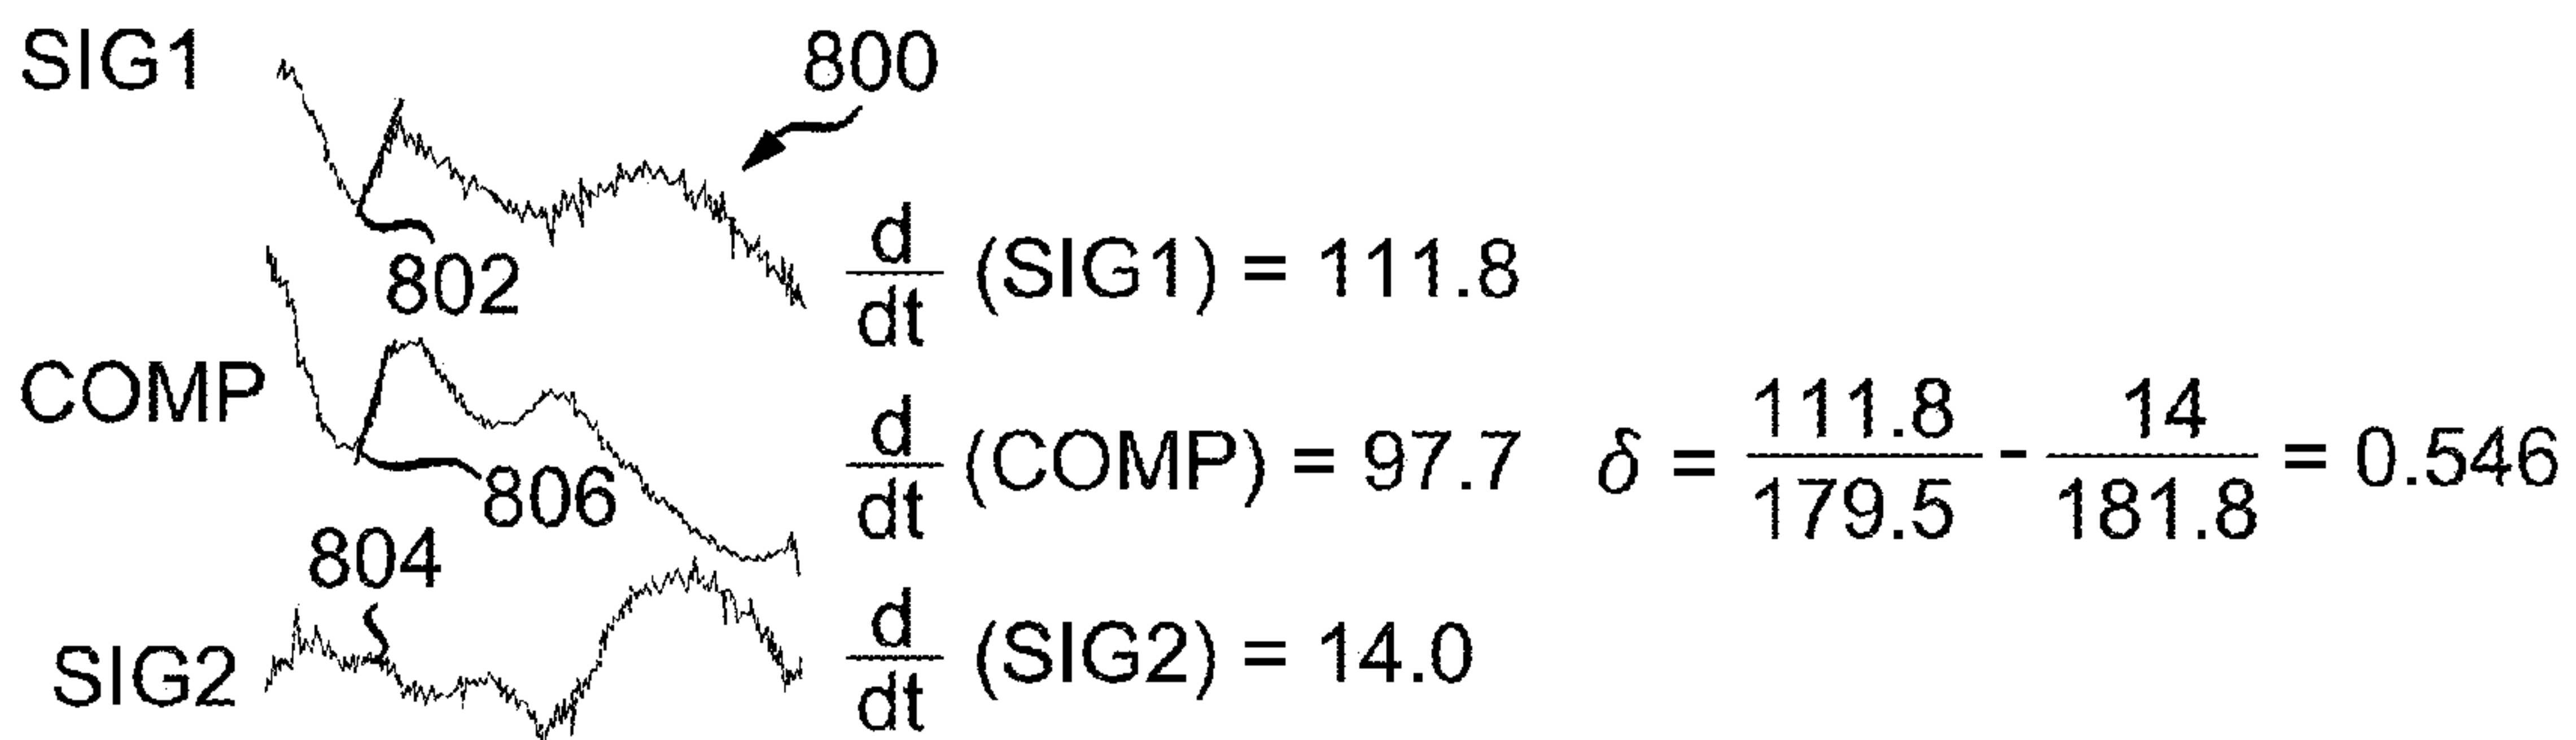 SIG1
800
802
d/dt (SIG1) = 111.8
COMP
806
d/dt (COMP) = 97.7
δ = 111.8/179.5 - 14/181.8 = 0.546
804
SIG2
d/dt (SIG2) = 14.0